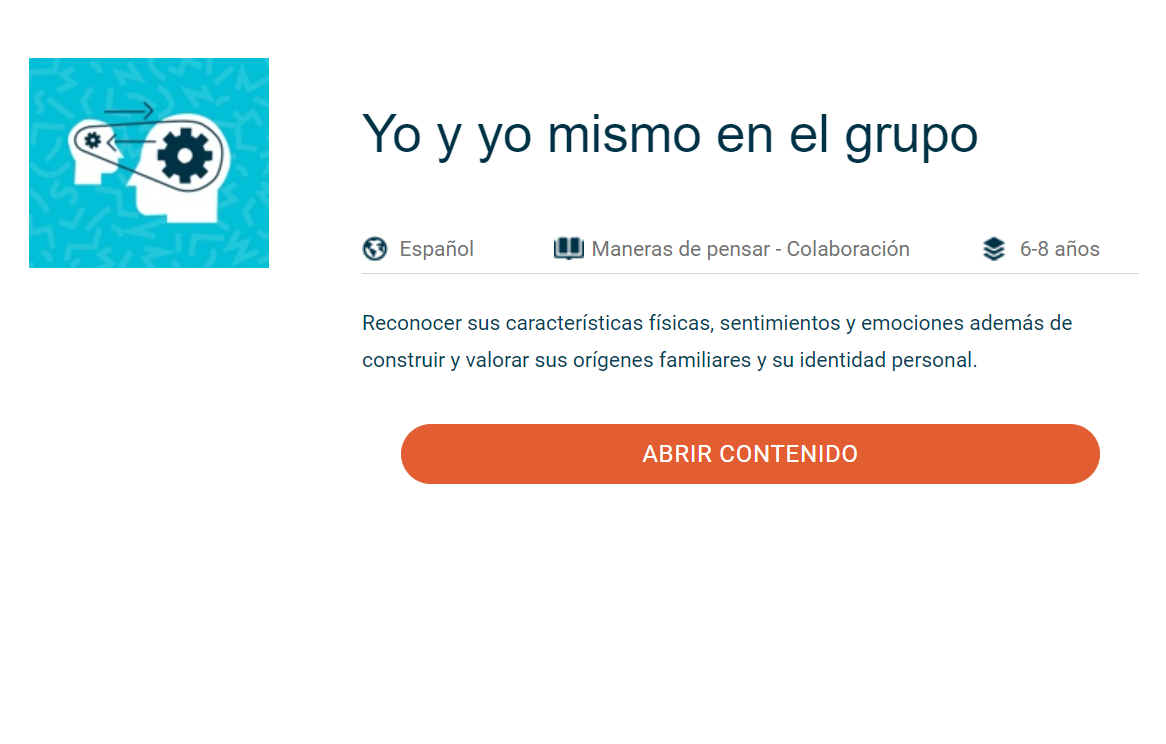 Yo y yo mismo en el grupo
Español
Maneras de pensar - Colaboración
6-8 años
Reconocer sus características físicas, sentimientos y emociones además de
construir y valorar sus orígenes familiares y su identidad personal.
ABRIR CONTENIDO